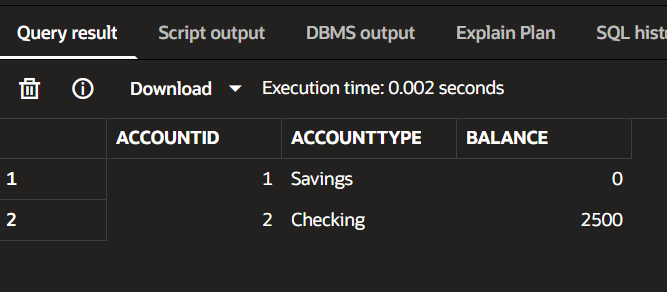 Query result Script output DBMS output Explain Plan SQL hist
Download Execution time: 0.002 seconds
ACCOUNTID ACCOUNTTYPE BALANCE
1 1 Savings 0
2 2 Checking 2500